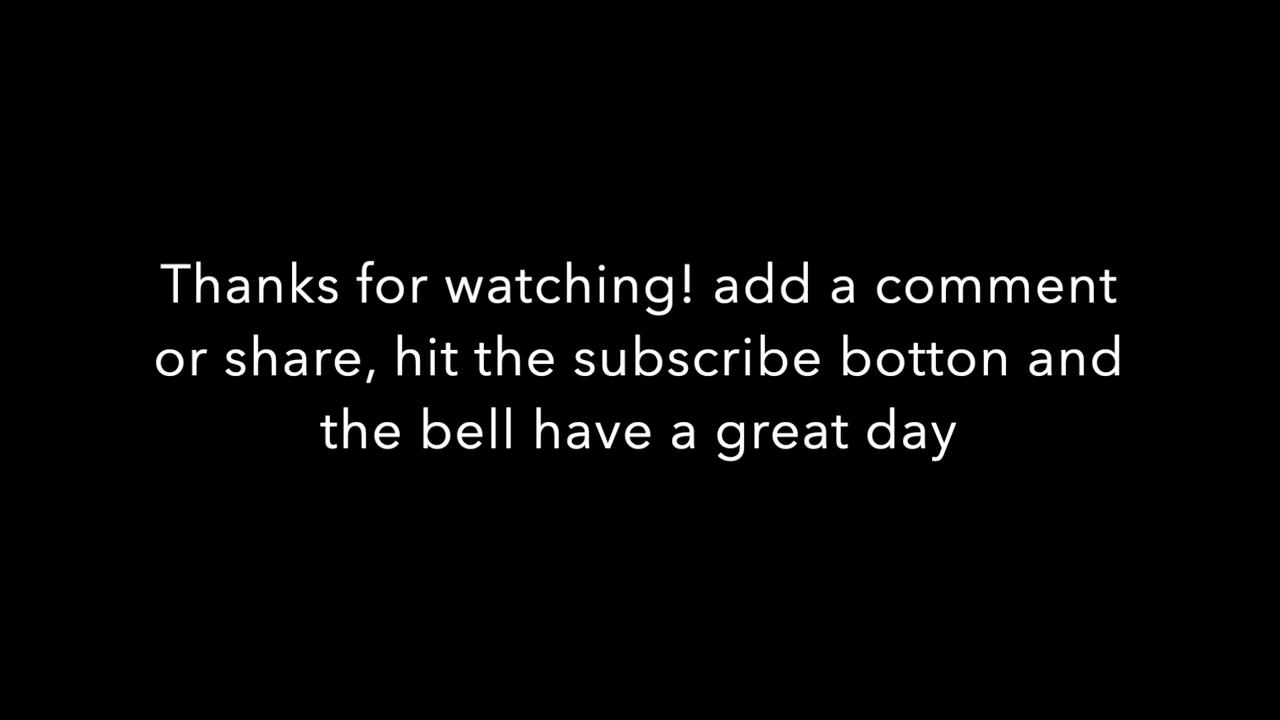 Thanks for watching! add a comment
or share, hit the subscribe botton and
the bell have a great day